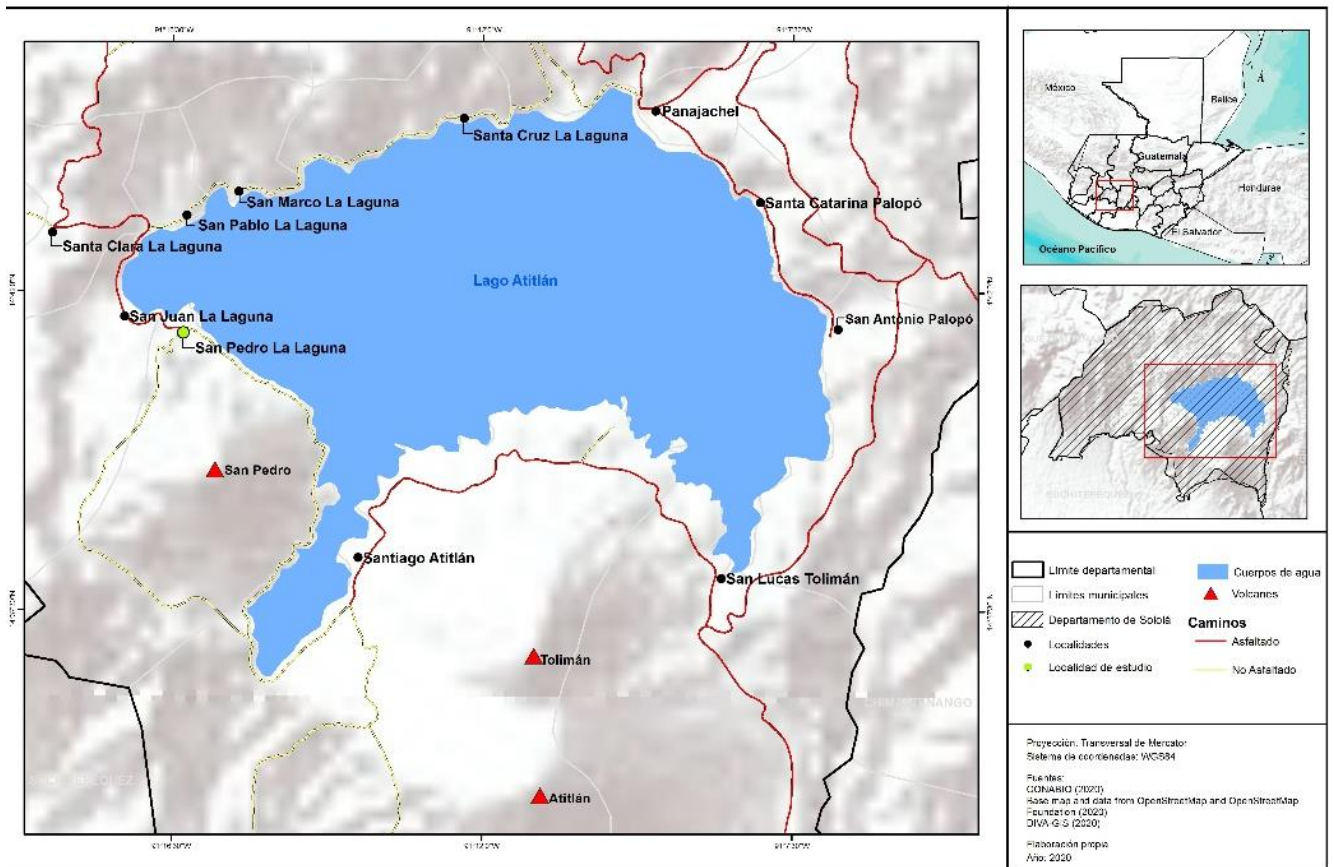 Panajachel
Santa Cruz La Laguna
San Marco La Laguna
Santa Catarina Palopó
San Pablo La Laguna
Santa Clara La Laguna
Lago Atitlán
San Juan La Laguna
San António Palopó
San Pedro La Laguna
San Pedro
Santiago Atitlán
San Lucas Tolimán
Tolimán
Atitlán
México
Belice
Guatemala
Honduras
El Salvador
Océano Pacífico
Límite departamental
Límites municipales
Departamento de Sololá
Localidades
Localidad de estudio
Cuerpos de agua
Volcanes
Caminos
Asfaltado
No Asfaltado
Proyección: Transversal de Mercator
Sistema de coordenadas: WGS84
Fuentes:
CONABIO (2020)
Base map and data from OpenStreetMap and OpenStreetMap
Foundation (2020)
DIVA-GIS (2020)
Elaboración propia
Año: 2020